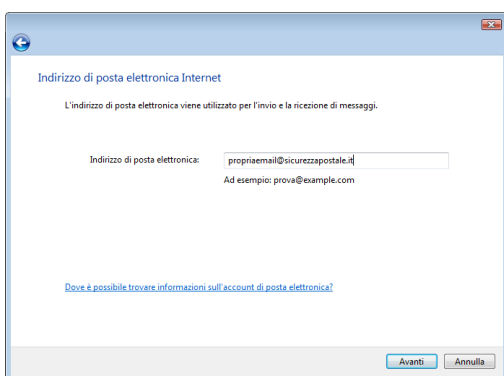 Indirizzo di posta elettronica Internet
L'indirizzo di posta elettronica viene utilizzato per l'invio e la ricezione di messaggi.
Indirizzo di posta elettronica: propriaemail@sicurezzapostale.it
Ad esempio: prova@example.com
Dove è possibile trovare informazioni sull'account di posta elettronica?
Avanti Annulla